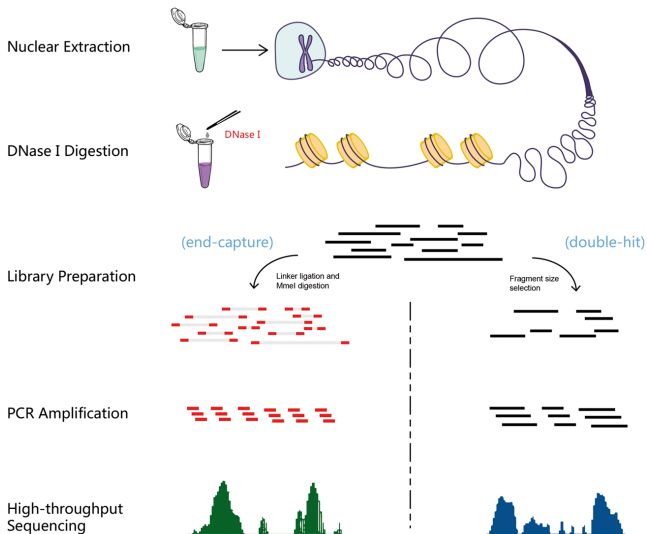 Nuclear Extraction
DNase I
DNase I Digestion
(end-capture)
(double-hit)
Library Preparation
Linker ligation and
MmeI digestion
Fragment size
selection
PCR Amplification
High-throughput
Sequencing